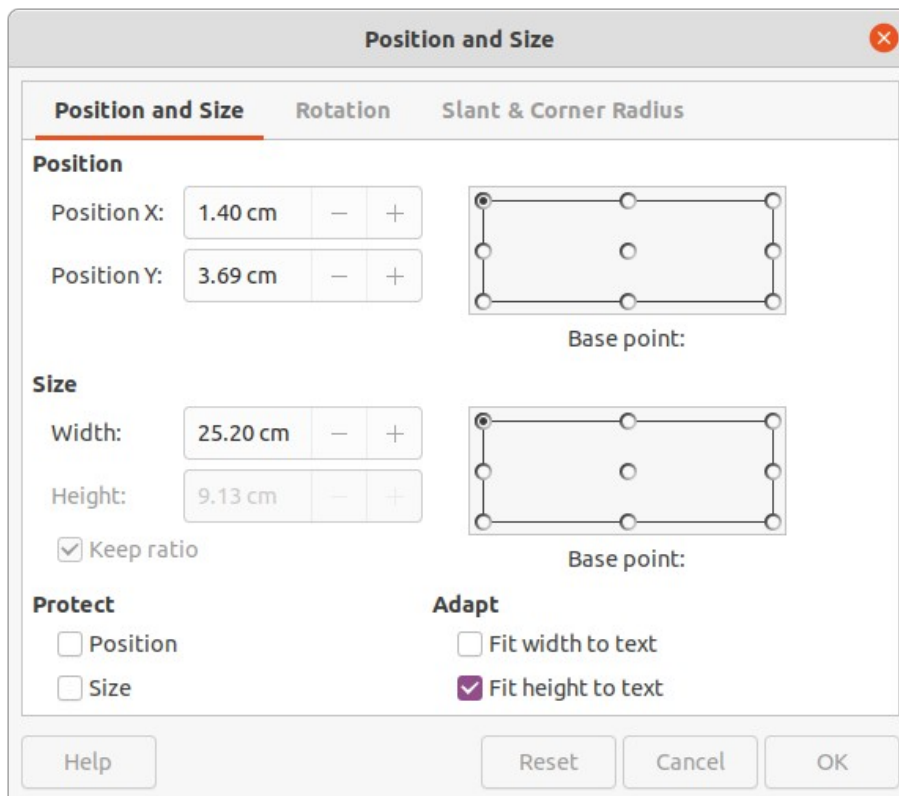 Position and Size
Position and Size Rotation Slant & Corner Radius
Position
Position X: 1.40 cm − +
Position Y: 3.69 cm − +
Base point:
Size
Width: 25.20 cm − +
Height: 9.13 cm − +
Keep ratio
Base point:
Protect
Position
Size
Adapt
Fit width to text
Fit height to text
Help Reset Cancel OK